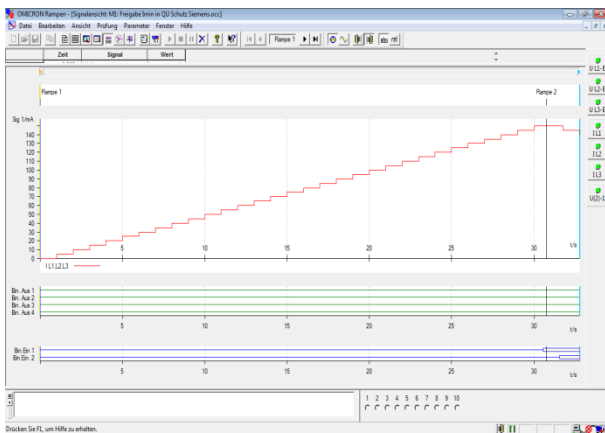 OMICRON Rampen - [Signalansicht: N1: Freigabe Imin in QU Schutz Siemens.occ]
Datei Bearbeiten Ansicht Prüfung Parameter Fenster Hilfe
Rampe 1
Zeit Signal Wert
Rampe 1 Rampe 2
Sig 1/mA
140
130
120
110
100
90
80
70
60
50
40
30
20
10
0
5 10 15 20 25 30 t/s
I L1,L2,L3
Bin. Aus 1
Bin. Aus 2
Bin. Aus 3
Bin. Aus 4
5 10 15 20 25 30 t/s
Bin.Ein 1
Bin.Ein. 2
5 10 15 20 25 30 t/s
U L1-E
U L2-E
U L3-E
I L1
I L2
I L3
1 2 3 4 5 6 7 8 9 10
Drücken Sie F1, um Hilfe zu erhalten.